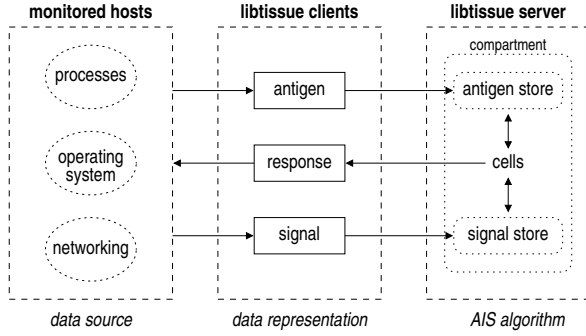 monitored hosts
libtissue clients
libtissue server
compartment
processes
antigen
antigen store
operating
system
response
cells
networking
signal
signal store
data source
data representation
AIS algorithm